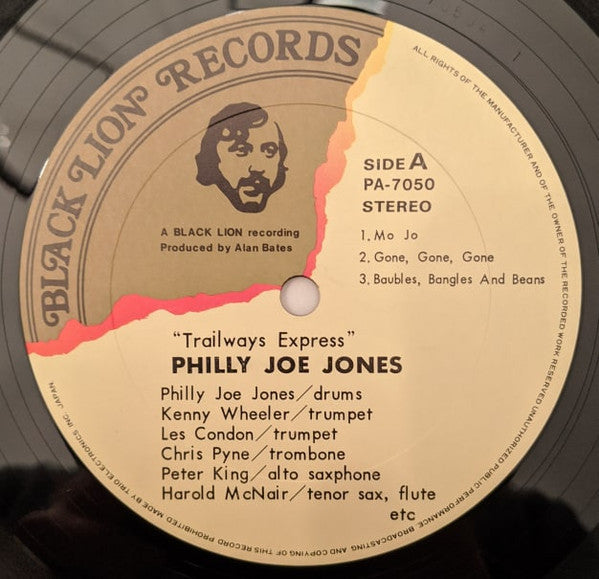 BLACK LION RECORDS
A BLACK LION recording
Produced by Alan Bates
SIDE A
PA-7050
STEREO
1. Mo Jo
2. Gone, Gone, Gone
3. Baubles, Bangles And Beans
"Trailways Express"
PHILLY JOE JONES
Philly Joe Jones/drums
Kenny Wheeler/trumpet
Les Condon/trumpet
Chris Pyne/trombone
Peter King/alto saxophone
Harold McNair/tenor sax, flute
etc
ALL RIGHTS OF THE MANUFACTURER AND OF THE OWNER OF THE RECORDED WORK RESERVED UNAUTHORIZED PUBLIC PERFORMANCE, BROADCASTING AND COPYING OF THIS RECORD PROHIBITED MADE BY TRIO ELECTRONICS INC. JAPAN